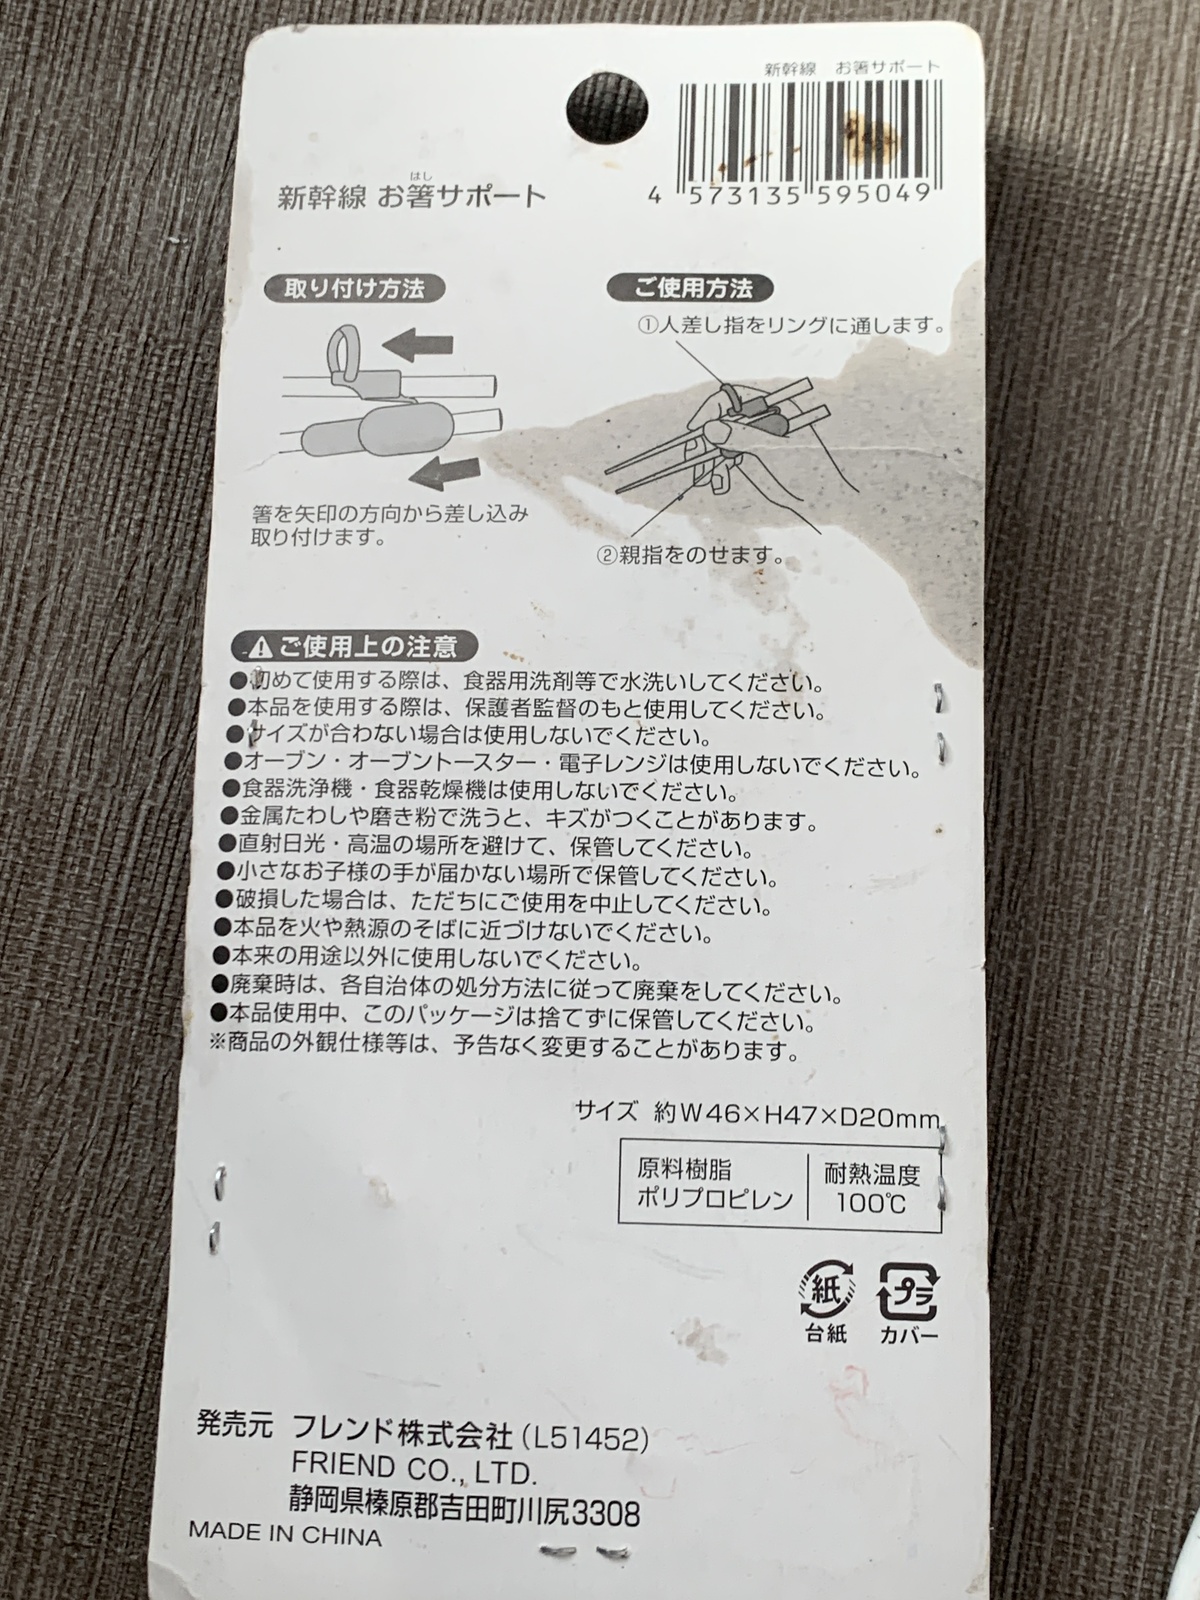 新幹線　お箸サポート
4 573135 595049
はし
新幹線 お箸サポート
取り付け方法
箸を矢印の方向から差し込み
取り付けます。
ご使用方法
①人差し指をリングに通します。
②親指をのせます。
ご使用上の注意
●初めて使用する際は、食器用洗剤等で水洗いしてください。
●本品を使用する際は、保護者監督のもと使用してください。
●サイズが合わない場合は使用しないでください。
●オーブン・オーブントースター・電子レンジは使用しないでください。
●食器洗浄機・食器乾燥機は使用しないでください。
●金属たわしや磨き粉で洗うと、キズがつくことがあります。
●直射日光・高温の場所を避けて、保管してください。
●小さなお子様の手が届かない場所で保管してください。
●破損した場合は、ただちにご使用を中止してください。
●本品を火や熱源のそばに近づけないでください。
●本来の用途以外に使用しないでください。
●廃棄時は、各自治体の処分方法に従って廃棄をしてください。
●本品使用中、このパッケージは捨てずに保管してください。
※商品の外観仕様等は、予告なく変更することがあります。
サイズ 約W46×H47×D20mm
原料樹脂
ポリプロピレン
耐熱温度
100℃
紙
台紙
プラ
カバー
発売元 フレンド株式会社(L51452)
FRIEND CO., LTD.
静岡県榛原郡吉田町川尻3308
MADE IN CHINA